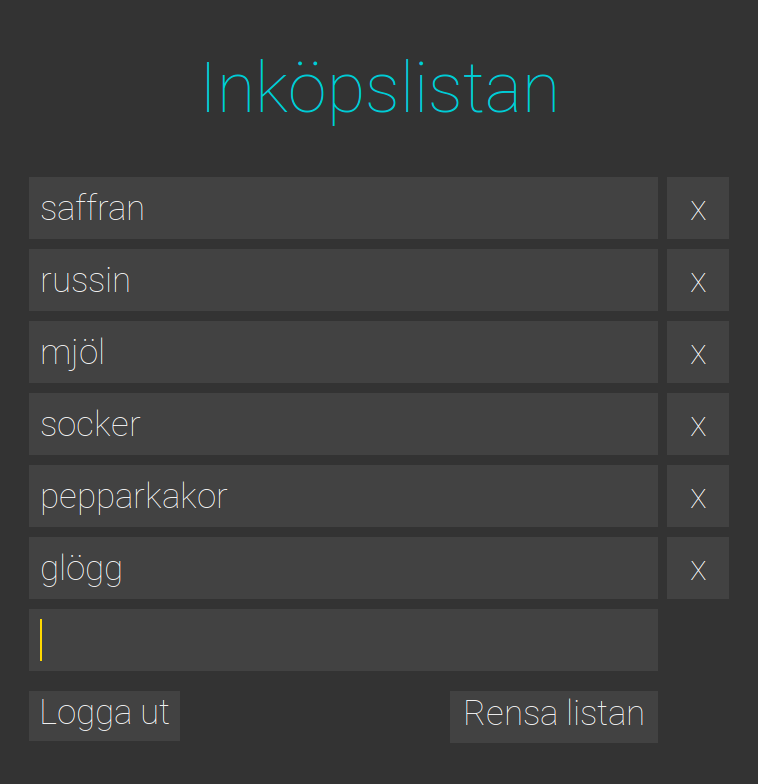 Inköpslistan
saffran x
russin x
mjöl x
socker x
pepparkakor x
glögg x
Logga ut Rensa listan